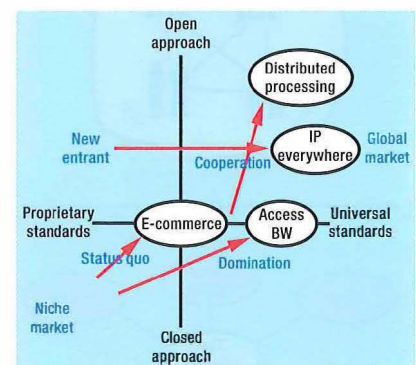 Open
approach
Distributed
processing
New
entrant
IP
everywhere
Global
market
Cooperation
Proprietary
standards
E-commerce
Access
BW
Universal
standards
Status quo
Domination
Niche
market
Closed
approach